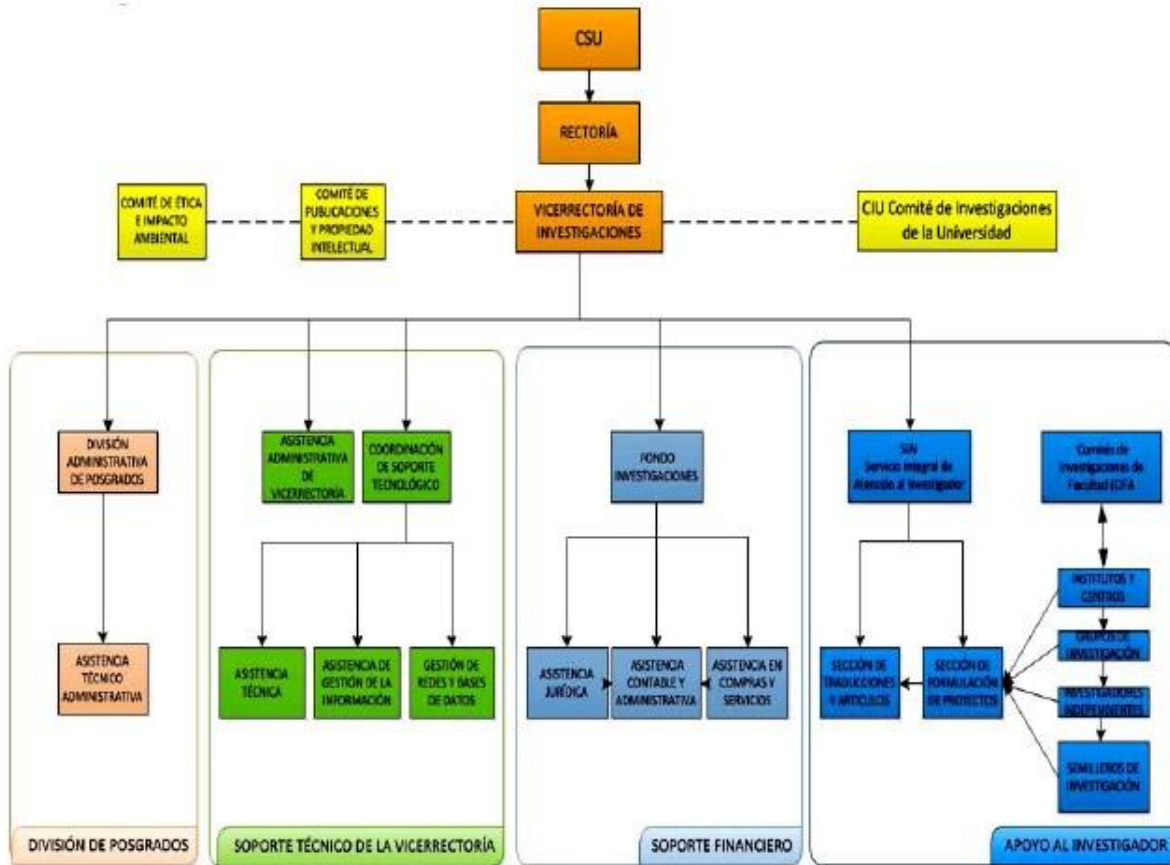 CSU
RECTORÍA
COMITÉ DE ÉTICA
E IMPACTO
AMBIENTAL
COMITÉ DE
PUBLICACIONES
Y PROPIEDAD
INTELECTUAL
VICERRECTORÍA DE
INVESTIGACIONES
CIU Comité de Investigaciones
de la Universidad
DIVISIÓN
ADMINISTRATIVA
DE POSGRADOS
ASISTENCIA
ADMINISTRATIVA
DE
VICERRECTORÍA
COORDINACIÓN
DE SOPORTE
TECNOLÓGICO
FONDO
INVESTIGACIONES
SIAI
Servicio Integral de
Atención al Investigador
Comités de
Investigaciones de
Facultad
ASISTENCIA
TÉCNICO
ADMINISTRATIVA
ASISTENCIA
TÉCNICA
ASISTENCIA DE
GESTIÓN DE LA
INFORMACIÓN
GESTIÓN DE
REDES Y BASES
DE DATOS
ASISTENCIA
JURÍDICA
ASISTENCIA
CONTABLE Y
ADMINISTRATIVA
ASISTENCIA EN
COMPRAS Y
SERVICIOS
SECCIÓN DE
TRADUCCIONES
Y ARTICULOS
SECCIÓN DE
FORMULACIÓN
DE PROYECTOS
INSTITUTOS Y
CENTROS
GRUPOS DE
INVESTIGACIÓN
INVESTIGADORES
INDEPENDIENTES
SEMILLEROS DE
INVESTIGACIÓN
DIVISIÓN DE POSGRADOS
SOPORTE TÉCNICO DE LA VICERRECTORÍA
SOPORTE FINANCIERO
APOYO AL INVESTIGADOR